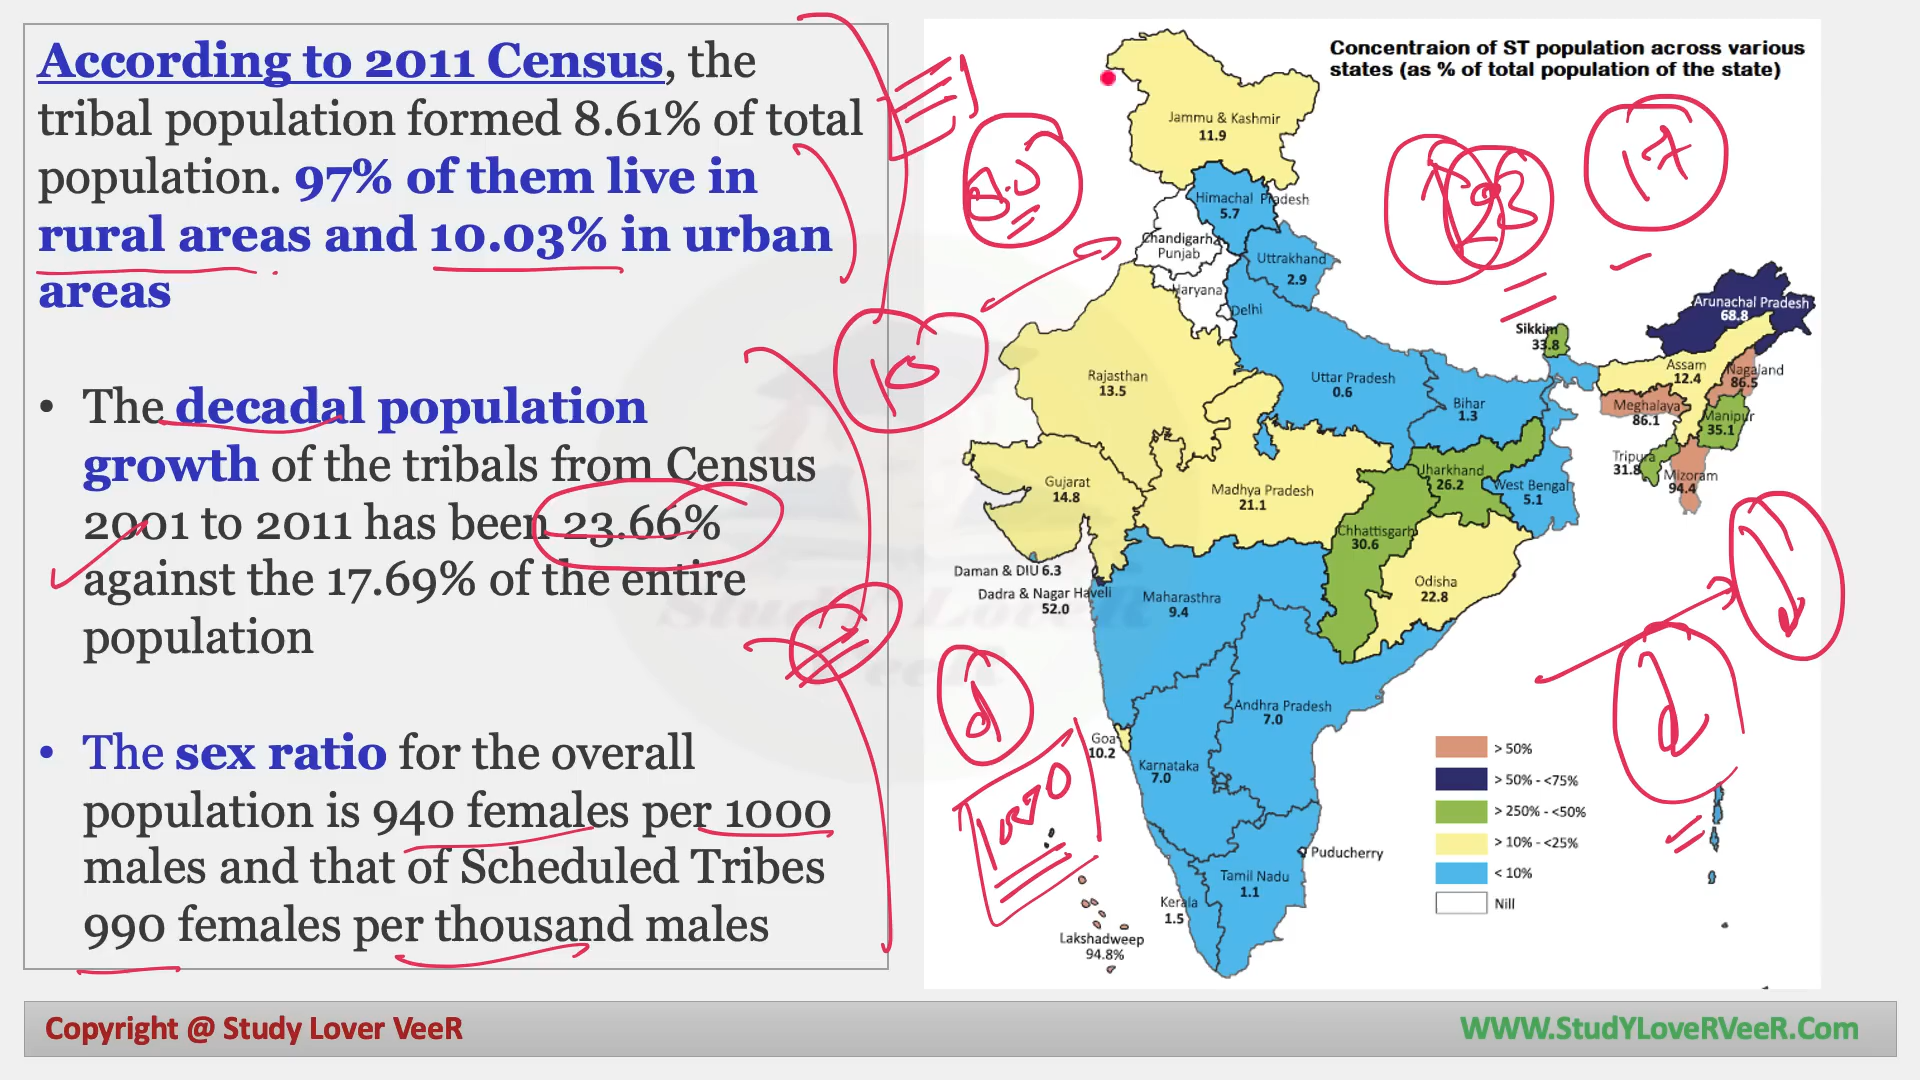 According to 2011 Census, the
tribal population formed 8.61% of total
population. 97% of them live in
rural areas and 10.03% in urban
areas
• The decadal population
growth of the tribals from Census
2001 to 2011 has been 23.66%
against the 17.69% of the entire
population
• The sex ratio for the overall
population is 940 females per 1000
males and that of Scheduled Tribes
990 females per thousand males
Concentraion of ST population across various
states (as % of total population of the state)
Jammu & Kashmir
11.9
Himachal Pradesh
5.7
Chandigarh
Punjab
Uttrakhand
2.9
Haryana
Delhi
Arunachal Pradesh
68.8
Sikkim
33.8
Assam
12.4
Nagaland
86.5
Meghalaya
86.1
Manipur
35.1
Tripura
31.8
Mizoram
94.4
Rajasthan
13.5
Uttar Pradesh
0.6
Bihar
1.3
Jharkhand
26.2
West Bengal
5.1
Gujarat
14.8
Madhya Pradesh
21.1
Chhattisgarh
30.6
Odisha
22.8
Daman & DIU 6.3
Dadra & Nagar Haveli
52.0
Maharasthra
9.4
Andhra Pradesh
7.0
Goa
10.2
Karnataka
7.0
Puducherry
Tamil Nadu
1.1
Kerala
1.5
Lakshadweep
94.8%
> 50%
> 50% - <75%
> 250% - <50%
> 10% - <25%
< 10%
Nill
17
10
Study LoveR
VeeR
Copyright @ Study Lover VeeR
WWW.StudYLoveRVeeR.Com